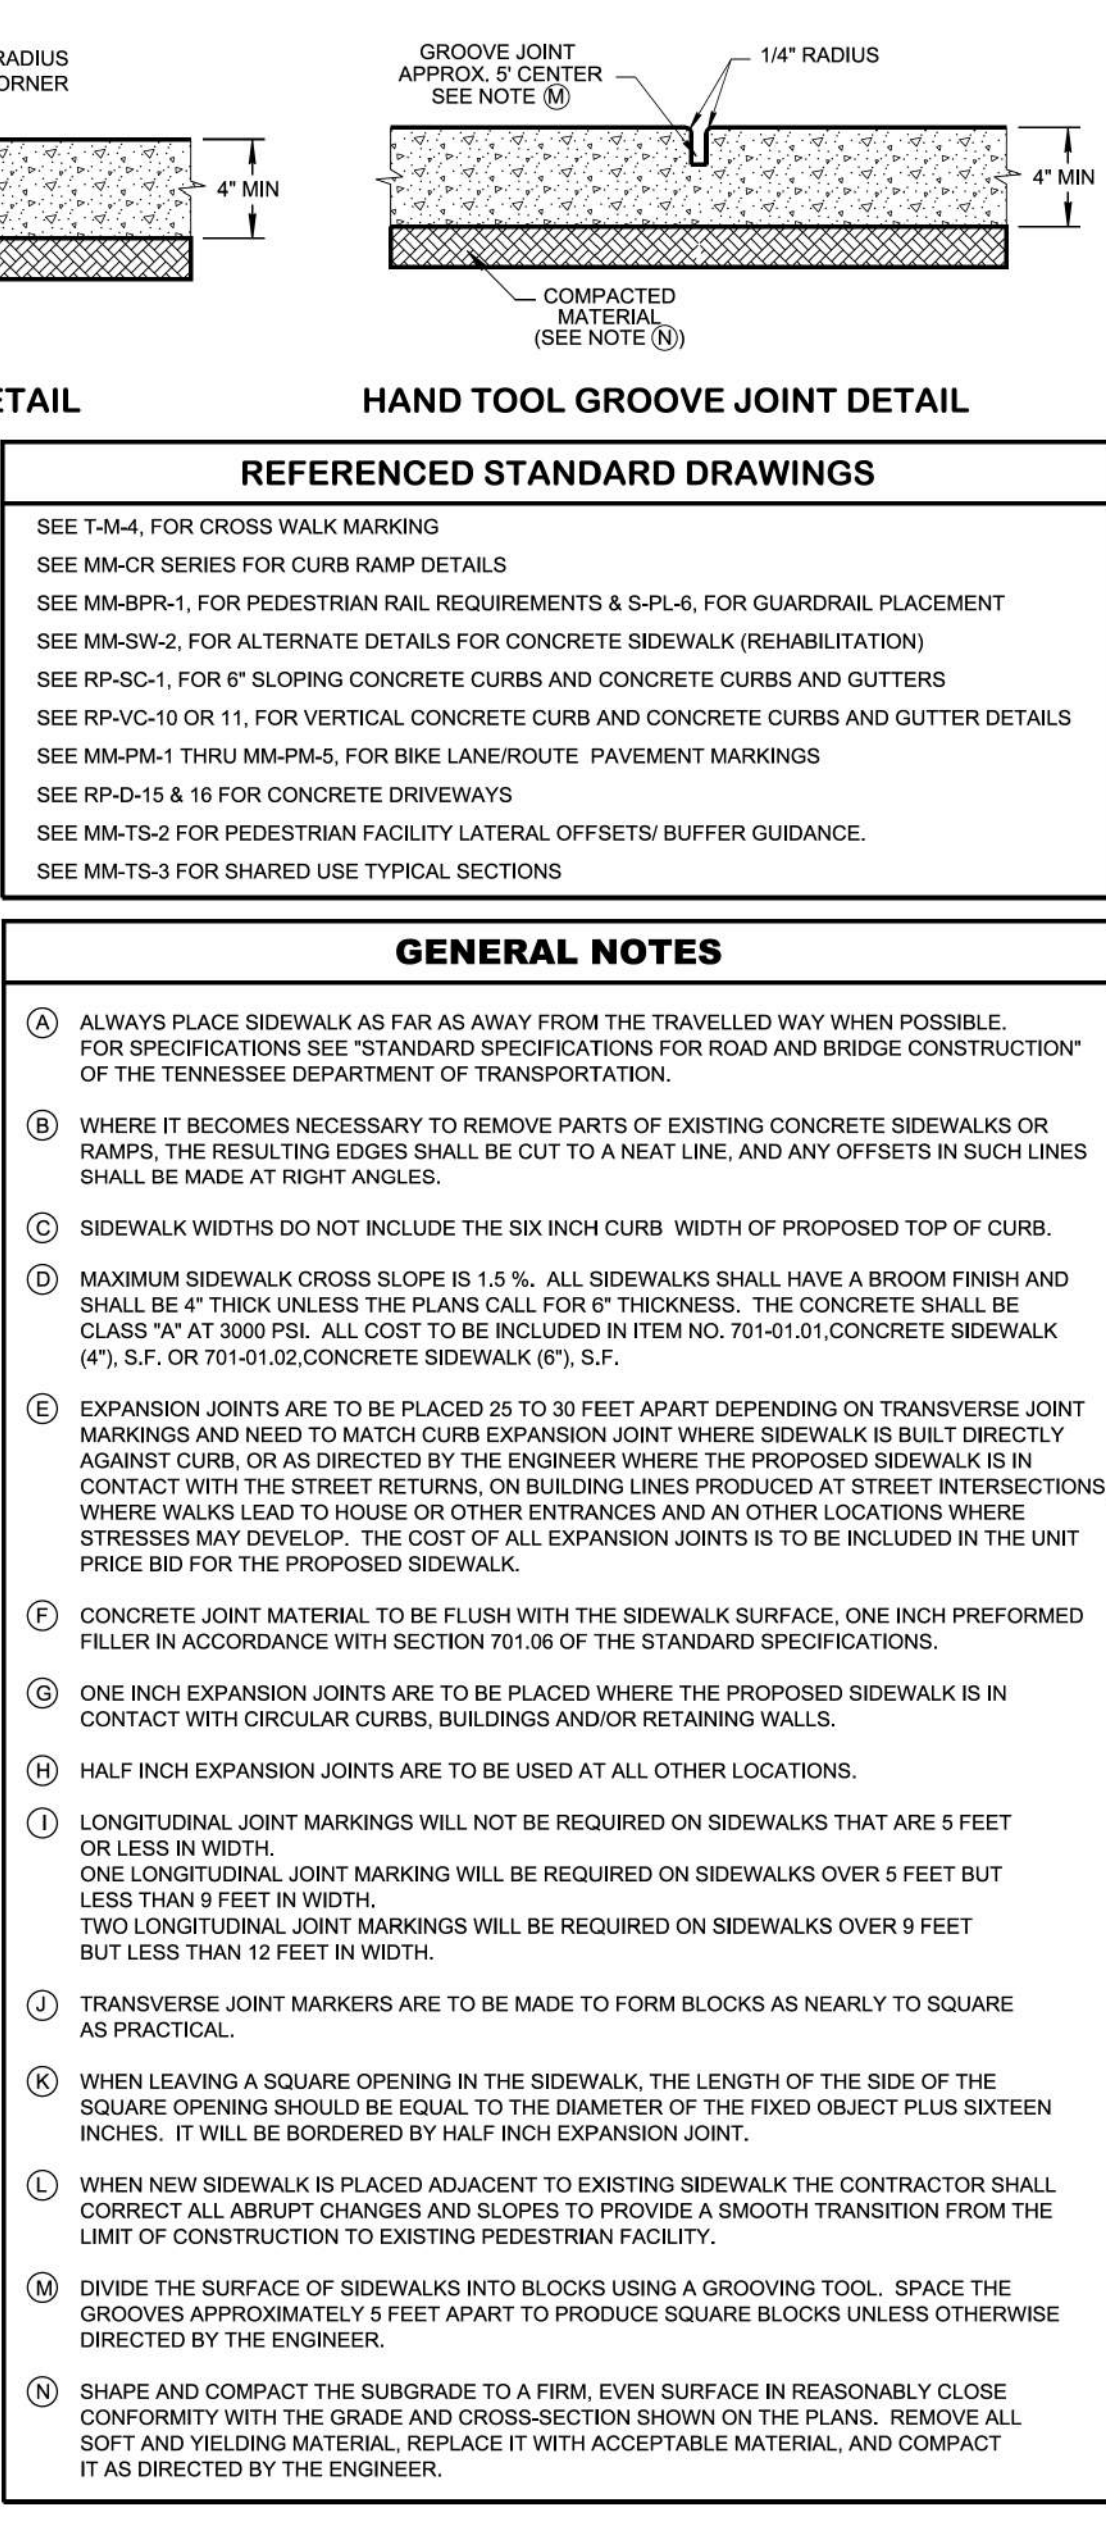 RADIUS
ORNER
4" MIN
ETAIL
GROOVE JOINT
APPROX. 5' CENTER
SEE NOTE Ⓜ
1/4" RADIUS
4" MIN
COMPACTED
MATERIAL
(SEE NOTE Ⓝ)
HAND TOOL GROOVE JOINT DETAIL
REFERENCED STANDARD DRAWINGS
SEE T-M-4, FOR CROSS WALK MARKING
SEE MM-CR SERIES FOR CURB RAMP DETAILS
SEE MM-BPR-1, FOR PEDESTRIAN RAIL REQUIREMENTS & S-PL-6, FOR GUARDRAIL PLACEMENT
SEE MM-SW-2, FOR ALTERNATE DETAILS FOR CONCRETE SIDEWALK (REHABILITATION)
SEE RP-SC-1, FOR 6" SLOPING CONCRETE CURBS AND CONCRETE CURBS AND GUTTERS
SEE RP-VC-10 OR 11, FOR VERTICAL CONCRETE CURB AND CONCRETE CURBS AND GUTTER DETAILS
SEE MM-PM-1 THRU MM-PM-5, FOR BIKE LANE/ROUTE PAVEMENT MARKINGS
SEE RP-D-15 & 16 FOR CONCRETE DRIVEWAYS
SEE MM-TS-2 FOR PEDESTRIAN FACILITY LATERAL OFFSETS/ BUFFER GUIDANCE.
SEE MM-TS-3 FOR SHARED USE TYPICAL SECTIONS
GENERAL NOTES
Ⓐ ALWAYS PLACE SIDEWALK AS FAR AS AWAY FROM THE TRAVELLED WAY WHEN POSSIBLE.
FOR SPECIFICATIONS SEE "STANDARD SPECIFICATIONS FOR ROAD AND BRIDGE CONSTRUCTION"
OF THE TENNESSEE DEPARTMENT OF TRANSPORTATION.
Ⓑ WHERE IT BECOMES NECESSARY TO REMOVE PARTS OF EXISTING CONCRETE SIDEWALKS OR
RAMPS, THE RESULTING EDGES SHALL BE CUT TO A NEAT LINE, AND ANY OFFSETS IN SUCH LINES
SHALL BE MADE AT RIGHT ANGLES.
Ⓒ SIDEWALK WIDTHS DO NOT INCLUDE THE SIX INCH CURB WIDTH OF PROPOSED TOP OF CURB.
Ⓓ MAXIMUM SIDEWALK CROSS SLOPE IS 1.5 %. ALL SIDEWALKS SHALL HAVE A BROOM FINISH AND
SHALL BE 4" THICK UNLESS THE PLANS CALL FOR 6" THICKNESS. THE CONCRETE SHALL BE
CLASS "A" AT 3000 PSI. ALL COST TO BE INCLUDED IN ITEM NO. 701-01.01,CONCRETE SIDEWALK
(4"), S.F. OR 701-01.02,CONCRETE SIDEWALK (6"), S.F.
Ⓔ EXPANSION JOINTS ARE TO BE PLACED 25 TO 30 FEET APART DEPENDING ON TRANSVERSE JOINT
MARKINGS AND NEED TO MATCH CURB EXPANSION JOINT WHERE SIDEWALK IS BUILT DIRECTLY
AGAINST CURB, OR AS DIRECTED BY THE ENGINEER WHERE THE PROPOSED SIDEWALK IS IN
CONTACT WITH THE STREET RETURNS, ON BUILDING LINES PRODUCED AT STREET INTERSECTIONS
WHERE WALKS LEAD TO HOUSE OR OTHER ENTRANCES AND AN OTHER LOCATIONS WHERE
STRESSES MAY DEVELOP. THE COST OF ALL EXPANSION JOINTS IS TO BE INCLUDED IN THE UNIT
PRICE BID FOR THE PROPOSED SIDEWALK.
Ⓕ CONCRETE JOINT MATERIAL TO BE FLUSH WITH THE SIDEWALK SURFACE, ONE INCH PREFORMED
FILLER IN ACCORDANCE WITH SECTION 701.06 OF THE STANDARD SPECIFICATIONS.
Ⓖ ONE INCH EXPANSION JOINTS ARE TO BE PLACED WHERE THE PROPOSED SIDEWALK IS IN
CONTACT WITH CIRCULAR CURBS, BUILDINGS AND/OR RETAINING WALLS.
Ⓗ HALF INCH EXPANSION JOINTS ARE TO BE USED AT ALL OTHER LOCATIONS.
Ⓘ LONGITUDINAL JOINT MARKINGS WILL NOT BE REQUIRED ON SIDEWALKS THAT ARE 5 FEET
OR LESS IN WIDTH.
ONE LONGITUDINAL JOINT MARKING WILL BE REQUIRED ON SIDEWALKS OVER 5 FEET BUT
LESS THAN 9 FEET IN WIDTH.
TWO LONGITUDINAL JOINT MARKINGS WILL BE REQUIRED ON SIDEWALKS OVER 9 FEET
BUT LESS THAN 12 FEET IN WIDTH.
Ⓙ TRANSVERSE JOINT MARKERS ARE TO BE MADE TO FORM BLOCKS AS NEARLY TO SQUARE
AS PRACTICAL.
Ⓚ WHEN LEAVING A SQUARE OPENING IN THE SIDEWALK, THE LENGTH OF THE SIDE OF THE
SQUARE OPENING SHOULD BE EQUAL TO THE DIAMETER OF THE FIXED OBJECT PLUS SIXTEEN
INCHES. IT WILL BE BORDERED BY HALF INCH EXPANSION JOINT.
Ⓛ WHEN NEW SIDEWALK IS PLACED ADJACENT TO EXISTING SIDEWALK THE CONTRACTOR SHALL
CORRECT ALL ABRUPT CHANGES AND SLOPES TO PROVIDE A SMOOTH TRANSITION FROM THE
LIMIT OF CONSTRUCTION TO EXISTING PEDESTRIAN FACILITY.
Ⓜ DIVIDE THE SURFACE OF SIDEWALKS INTO BLOCKS USING A GROOVING TOOL. SPACE THE
GROOVES APPROXIMATELY 5 FEET APART TO PRODUCE SQUARE BLOCKS UNLESS OTHERWISE
DIRECTED BY THE ENGINEER.
Ⓝ SHAPE AND COMPACT THE SUBGRADE TO A FIRM, EVEN SURFACE IN REASONABLY CLOSE
CONFORMITY WITH THE GRADE AND CROSS-SECTION SHOWN ON THE PLANS. REMOVE ALL
SOFT AND YIELDING MATERIAL, REPLACE IT WITH ACCEPTABLE MATERIAL, AND COMPACT
IT AS DIRECTED BY THE ENGINEER.